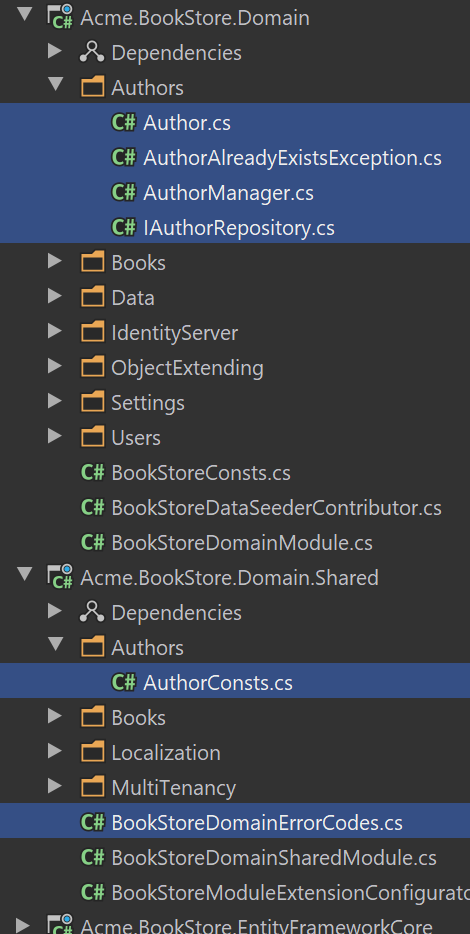 Acme.BookStore.Domain
Dependencies
Authors
C# Author.cs
C# AuthorAlreadyExistsException.cs
C# AuthorManager.cs
C# IAuthorRepository.cs
Books
Data
IdentityServer
ObjectExtending
Settings
Users
C# BookStoreConsts.cs
C# BookStoreDataSeederContributor.cs
C# BookStoreDomainModule.cs
Acme.BookStore.Domain.Shared
Dependencies
Authors
C# AuthorConsts.cs
Books
Localization
MultiTenancy
C# BookStoreDomainErrorCodes.cs
C# BookStoreDomainSharedModule.cs
C# BookStoreModuleExtensionConfigurato
Acme.BookStore.EntityFrameworkCore